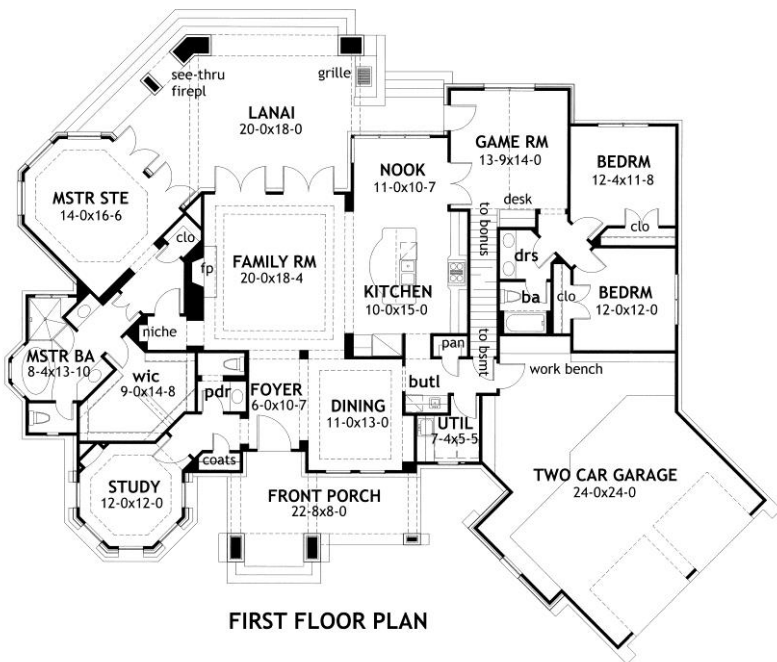 see-thru
firepl
grille
LANAI
20-0x18-0
GAME RM
13-9x14-0
NOOK
11-0x10-7
BEDRM
12-4x11-8
MSTR STE
14-0x16-6
desk
to bonus
clo
clo
drs
FAMILY RM
20-0x18-4
fp
KITCHEN
10-0x15-0
ba
clo
BEDRM
12-0x12-0
niche
MSTR BA
8-4x13-10
wic
9-0x14-8
pdr
FOYER
6-0x10-7
pan
to bsmt
work bench
butl
DINING
11-0x13-0
UTIL
7-4x5-5
coats
STUDY
12-0x12-0
FRONT PORCH
22-8x8-0
TWO CAR GARAGE
24-0x24-0
FIRST FLOOR PLAN